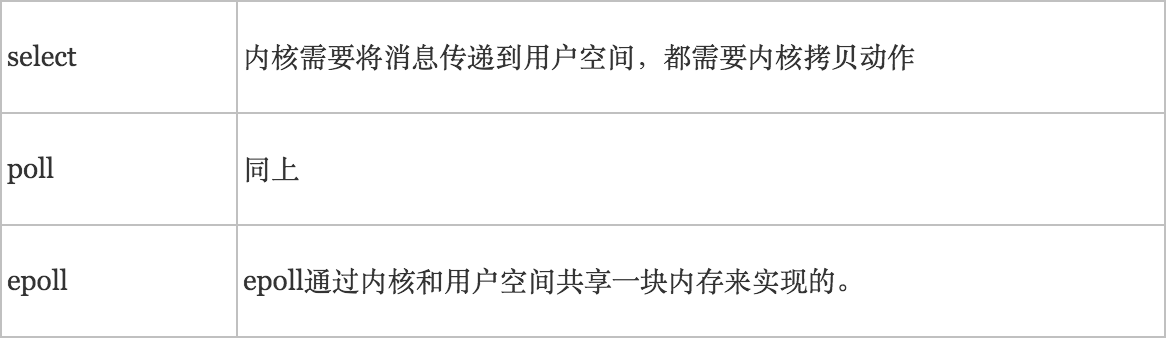 select
内核需要将消息传递到用户空间，都需要内核拷贝动作
poll
同上
epoll
epoll通过内核和用户空间共享一块内存来实现的。